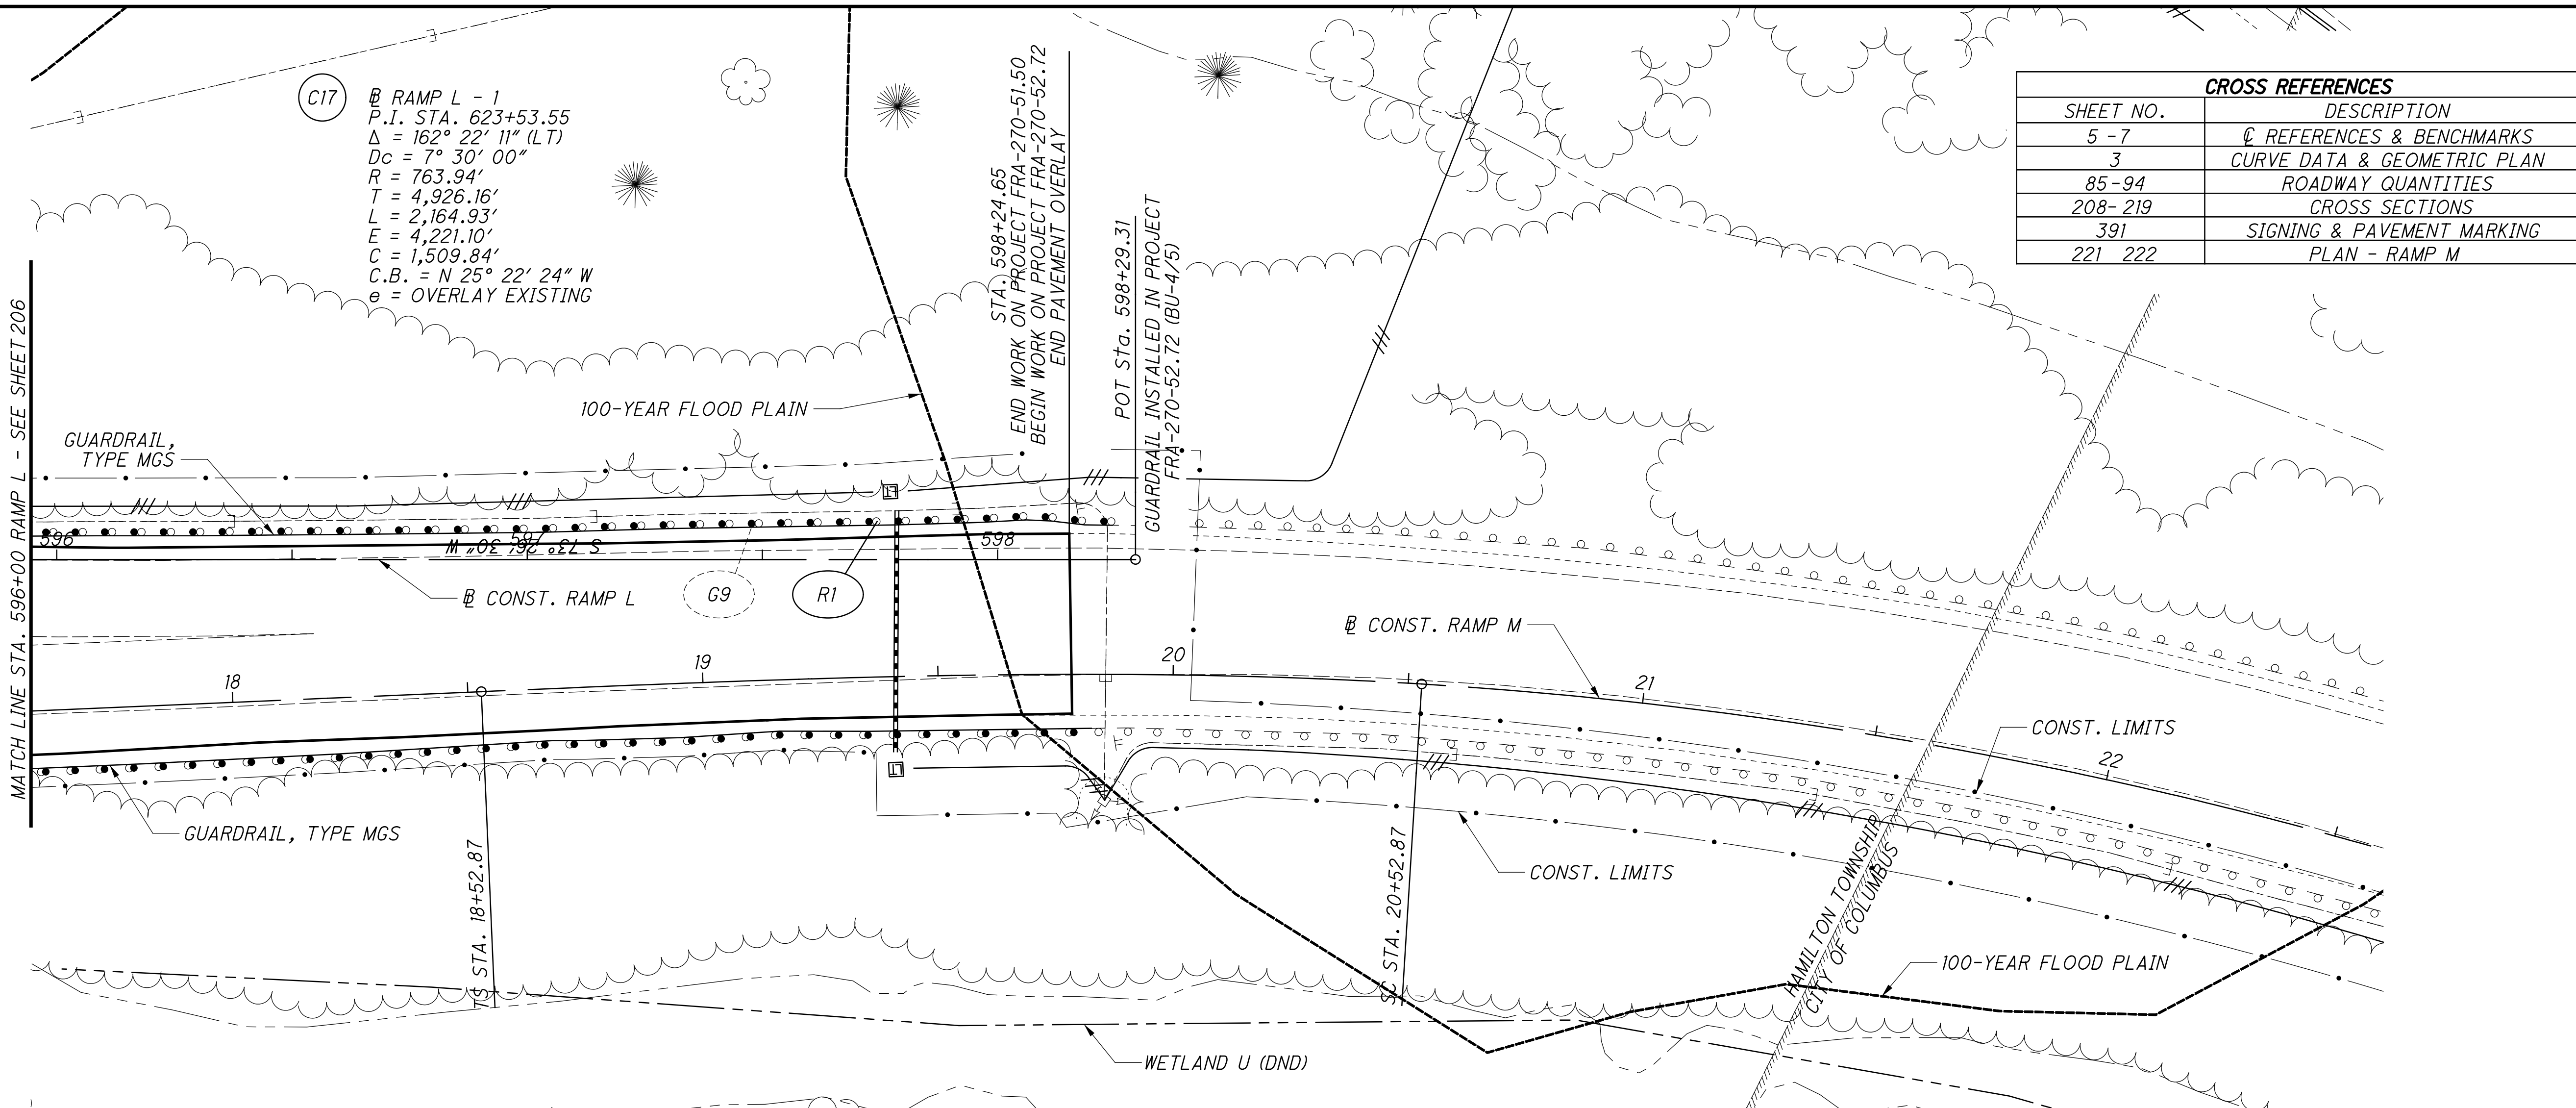 C17
℄ RAMP L - 1
P.I. STA. 623+53.55
Δ = 162° 22' 11" (LT)
Dc = 7° 30' 00"
R = 763.94'
T = 4,926.16'
L = 2,164.93'
E = 4,221.10'
C = 1,509.84'
C.B. = N 25° 22' 24" W
e = OVERLAY EXISTING
STA. 598+24.65
END WORK ON PROJECT FRA-270-51.50
BEGIN WORK ON PROJECT FRA-270-52.72
END PAVEMENT OVERLAY
POT Sta. 598+29.31
GUARDRAIL INSTALLED IN PROJECT
FRA-270-52.72 (BU-4/5)
CROSS REFERENCES
SHEET NO. DESCRIPTION
5 -7 ℄ REFERENCES & BENCHMARKS
3 CURVE DATA & GEOMETRIC PLAN
85-94 ROADWAY QUANTITIES
208-219 CROSS SECTIONS
391 SIGNING & PAVEMENT MARKING
221 222 PLAN - RAMP M
MATCH LINE STA. 596+00 RAMP L - SEE SHEET 206
100-YEAR FLOOD PLAIN
GUARDRAIL,
TYPE MGS
596
597
598
S 73° 26' 30" W
LT
G9
R1
B CONST. RAMP L
B CONST. RAMP M
18
19
20
21
22
LT
CONST. LIMITS
GUARDRAIL, TYPE MGS
TS STA. 18+52.87
SC STA. 20+52.87
CONST. LIMITS
HAMILTON TOWNSHIP
CITY OF COLUMBUS
100-YEAR FLOOD PLAIN
WETLAND U (DND)